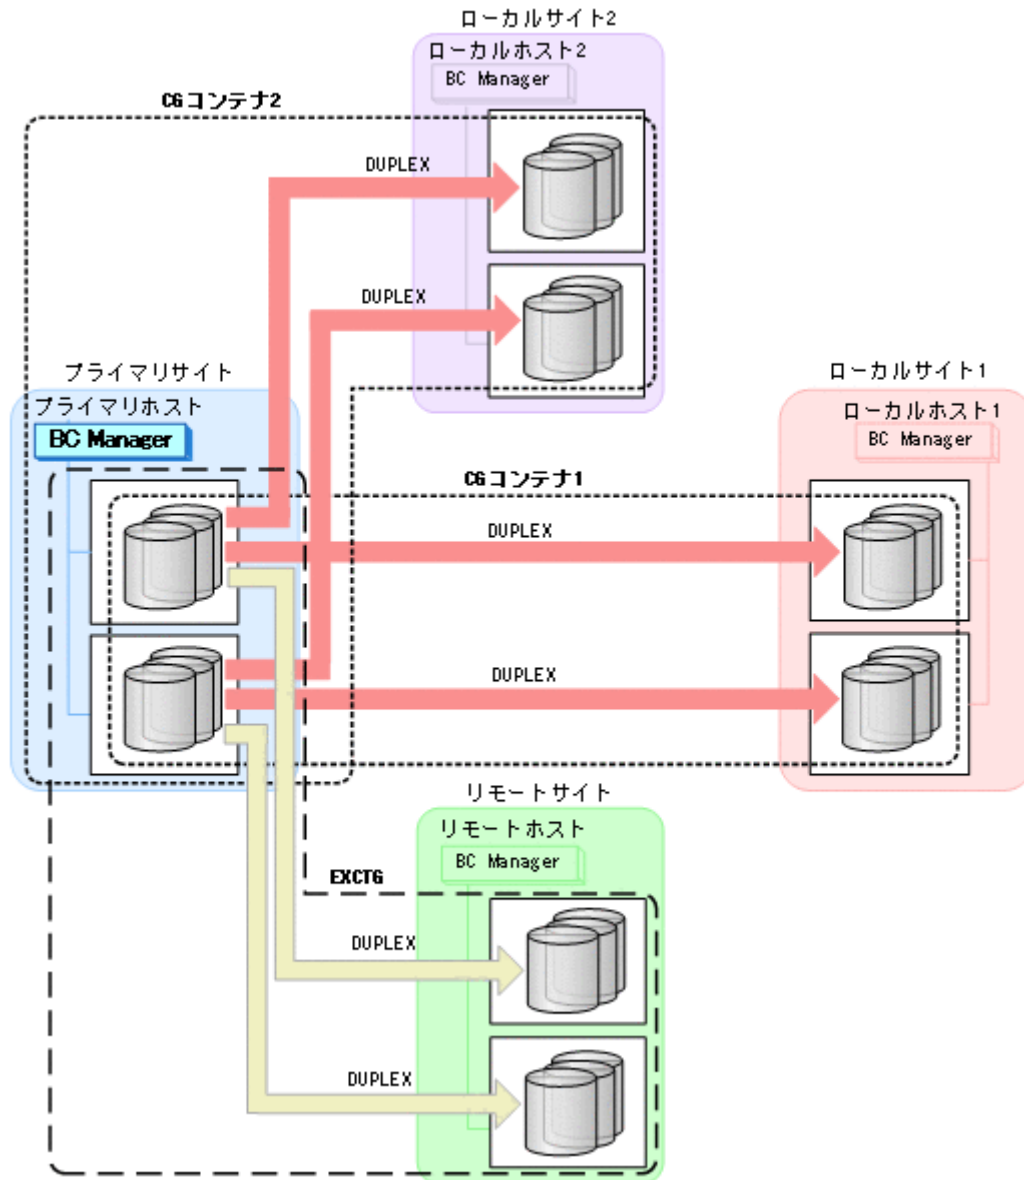 ローカルサイト2
ローカルホスト2
BC Manager
CGコンテナ2
DUPLEX
DUPLEX
プライマリサイト
プライマリホスト
BC Manager
ローカルサイト1
ローカルホスト1
BC Manager
CGコンテナ1
DUPLEX
DUPLEX
リモートサイト
リモートホスト
BC Manager
EXCTG
DUPLEX
DUPLEX